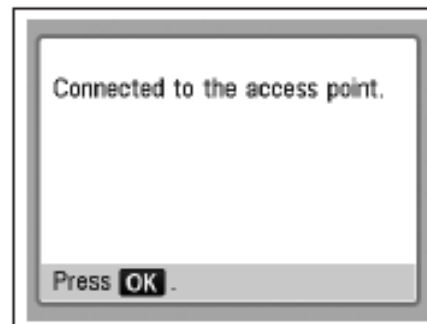 Connected to the access point.
Press OK .